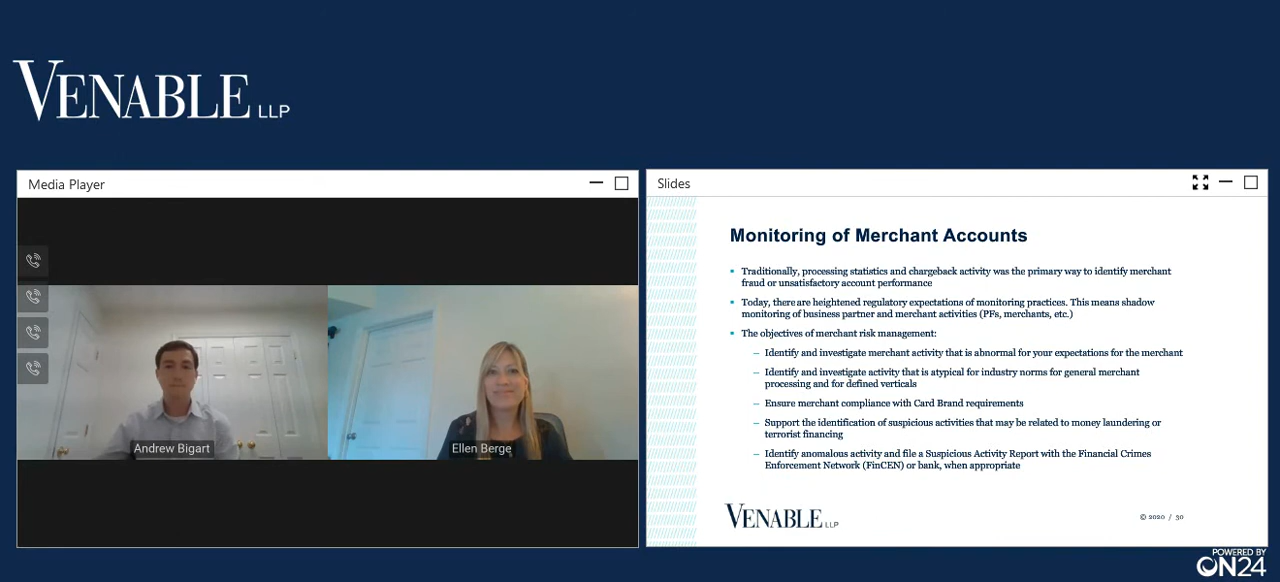 VENABLE LLP
Media Player
Andrew Bigart
Ellen Berge
Slides
Monitoring of Merchant Accounts
▪ Traditionally, processing statistics and chargeback activity was the primary way to identify merchant
fraud or unsatisfactory account performance
▪ Today, there are heightened regulatory expectations of monitoring practices. This means shadow
monitoring of business partner and merchant activities (PFs, merchants, etc.)
▪ The objectives of merchant risk management:
– Identify and investigate merchant activity that is abnormal for your expectations for the merchant
– Identify and investigate activity that is atypical for industry norms for general merchant
processing and for defined verticals
– Ensure merchant compliance with Card Brand requirements
– Support the identification of suspicious activities that may be related to money laundering or
terrorist financing
– Identify anomalous activity and file a Suspicious Activity Report with the Financial Crimes
Enforcement Network (FinCEN) or bank, when appropriate
VENABLE LLP
© 2020 / 30
POWERED BY
ON24